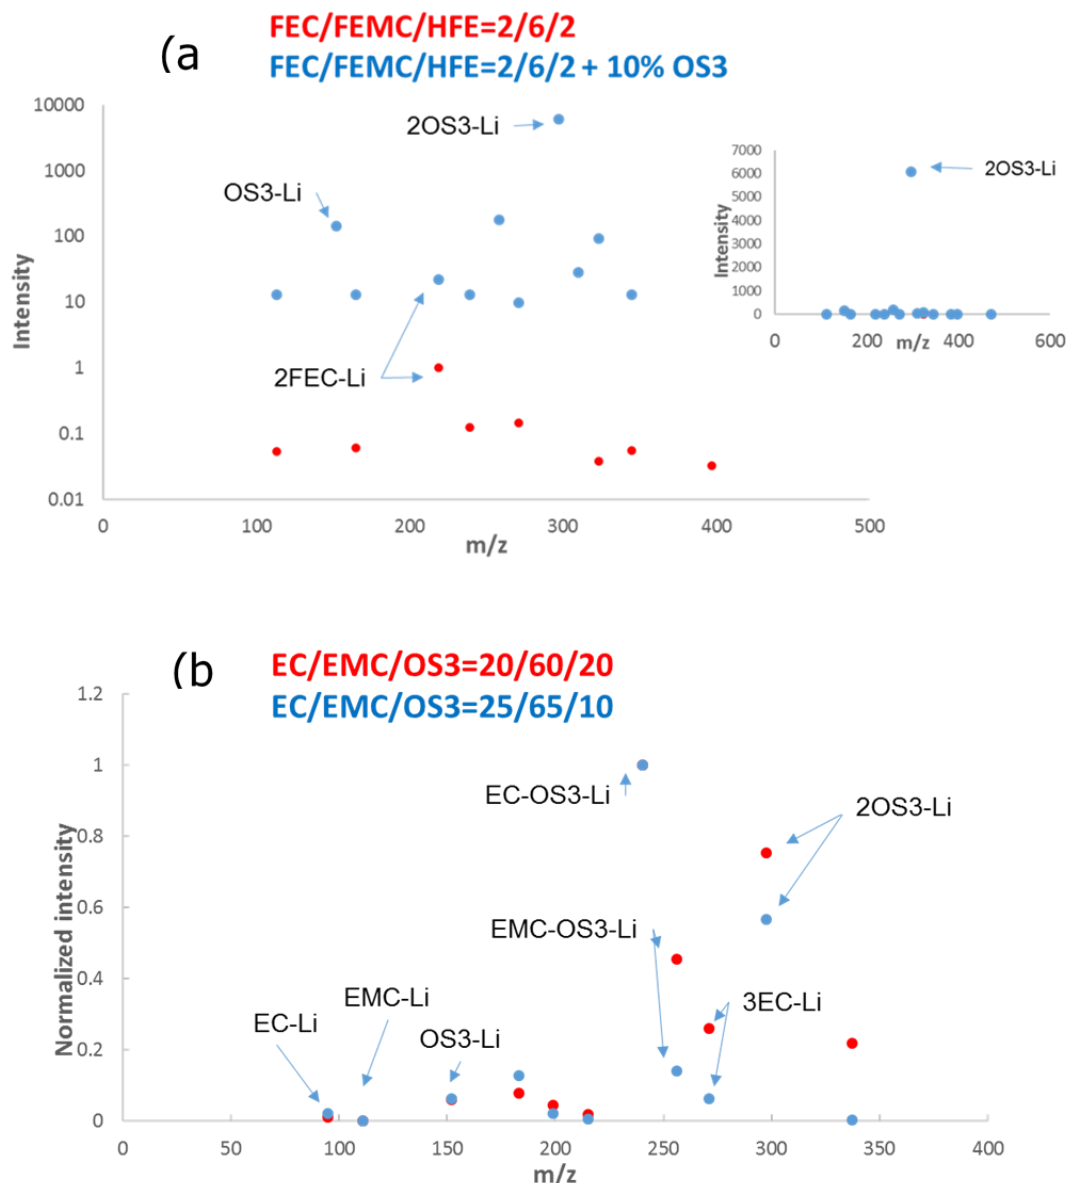 (a
FEC/FEMC/HFE=2/6/2
FEC/FEMC/HFE=2/6/2 + 10% OS3
10000
1000
100
10
1
0.1
0.01
Intensity
2OS3-Li
OS3-Li
2FEC-Li
0
100
200
300
400
500
m/z
7000
6000
5000
4000
3000
2000
1000
0
Intensity
2OS3-Li
0
200
400
600
m/z
(b
EC/EMC/OS3=20/60/20
EC/EMC/OS3=25/65/10
1.2
1
0.8
0.6
0.4
0.2
0
Normalized intensity
EC-OS3-Li
2OS3-Li
EMC-OS3-Li
3EC-Li
EMC-Li
EC-Li
OS3-Li
0
50
100
150
200
250
300
350
400
m/z